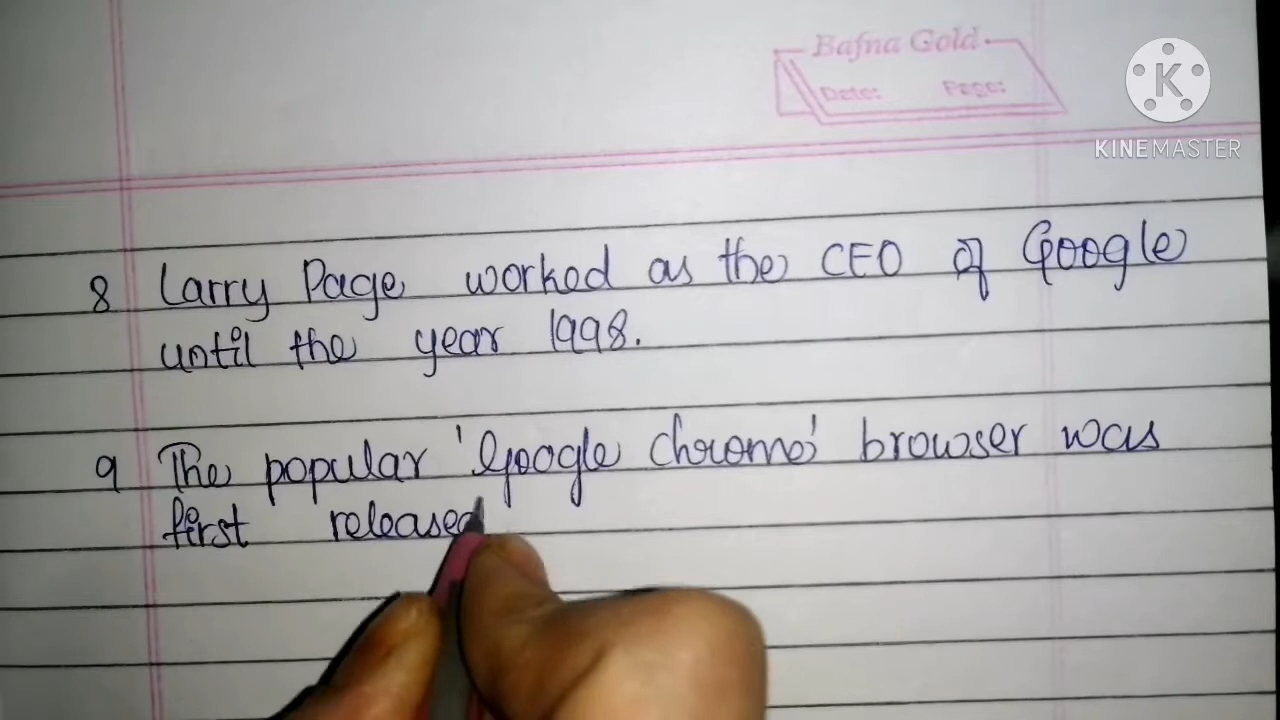 Bafna Gold
Date: Page:
KINEMASTER
8 Larry Page worked as the CEO of Google
until the year 1998.
9 The popular 'Google chrome' browser was
first released